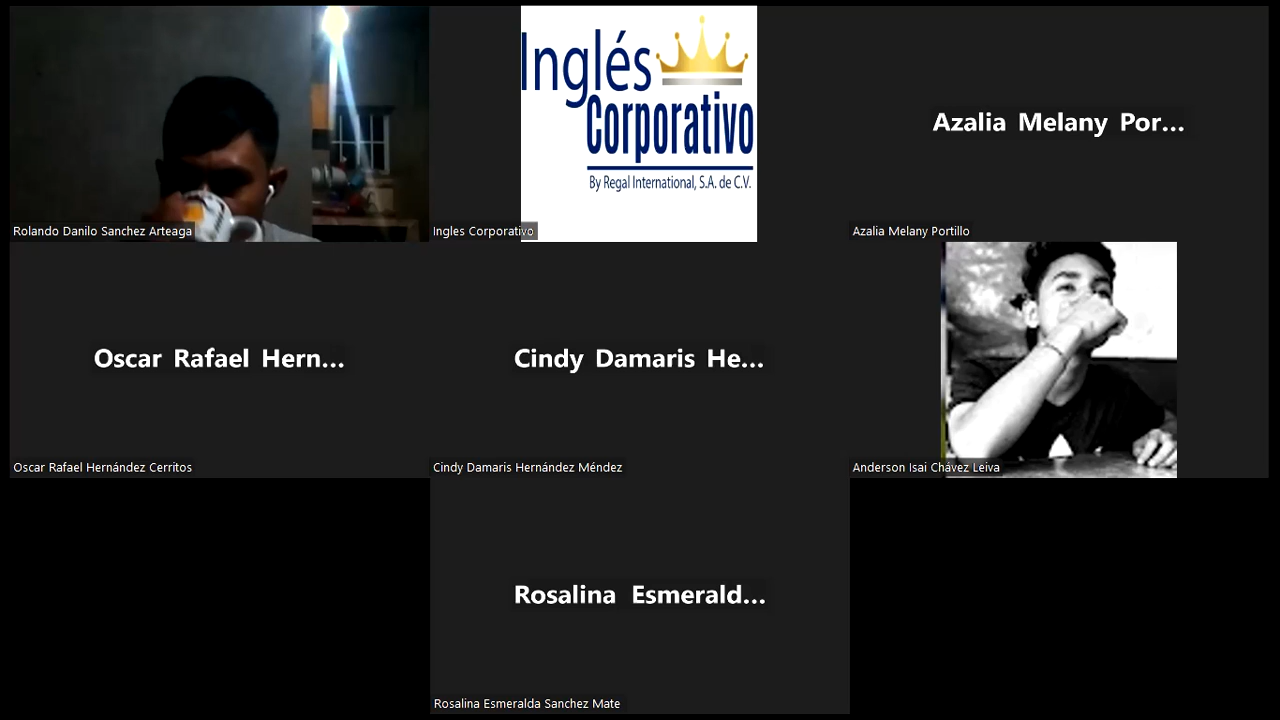 Inglés
Corporativo
By Regal International, S.A. de C.V.
Azalia Melany Por...
Rolando Danilo Sanchez Arteaga
Ingles Corporativo
Azalia Melany Portillo
Oscar Rafael Hern...
Cindy Damaris He...
Oscar Rafael Hernández Cerritos
Cindy Damaris Hernández Méndez
Anderson Isai Chávez Leiva
Rosalina Esmerald...
Rosalina Esmeralda Sanchez Mate